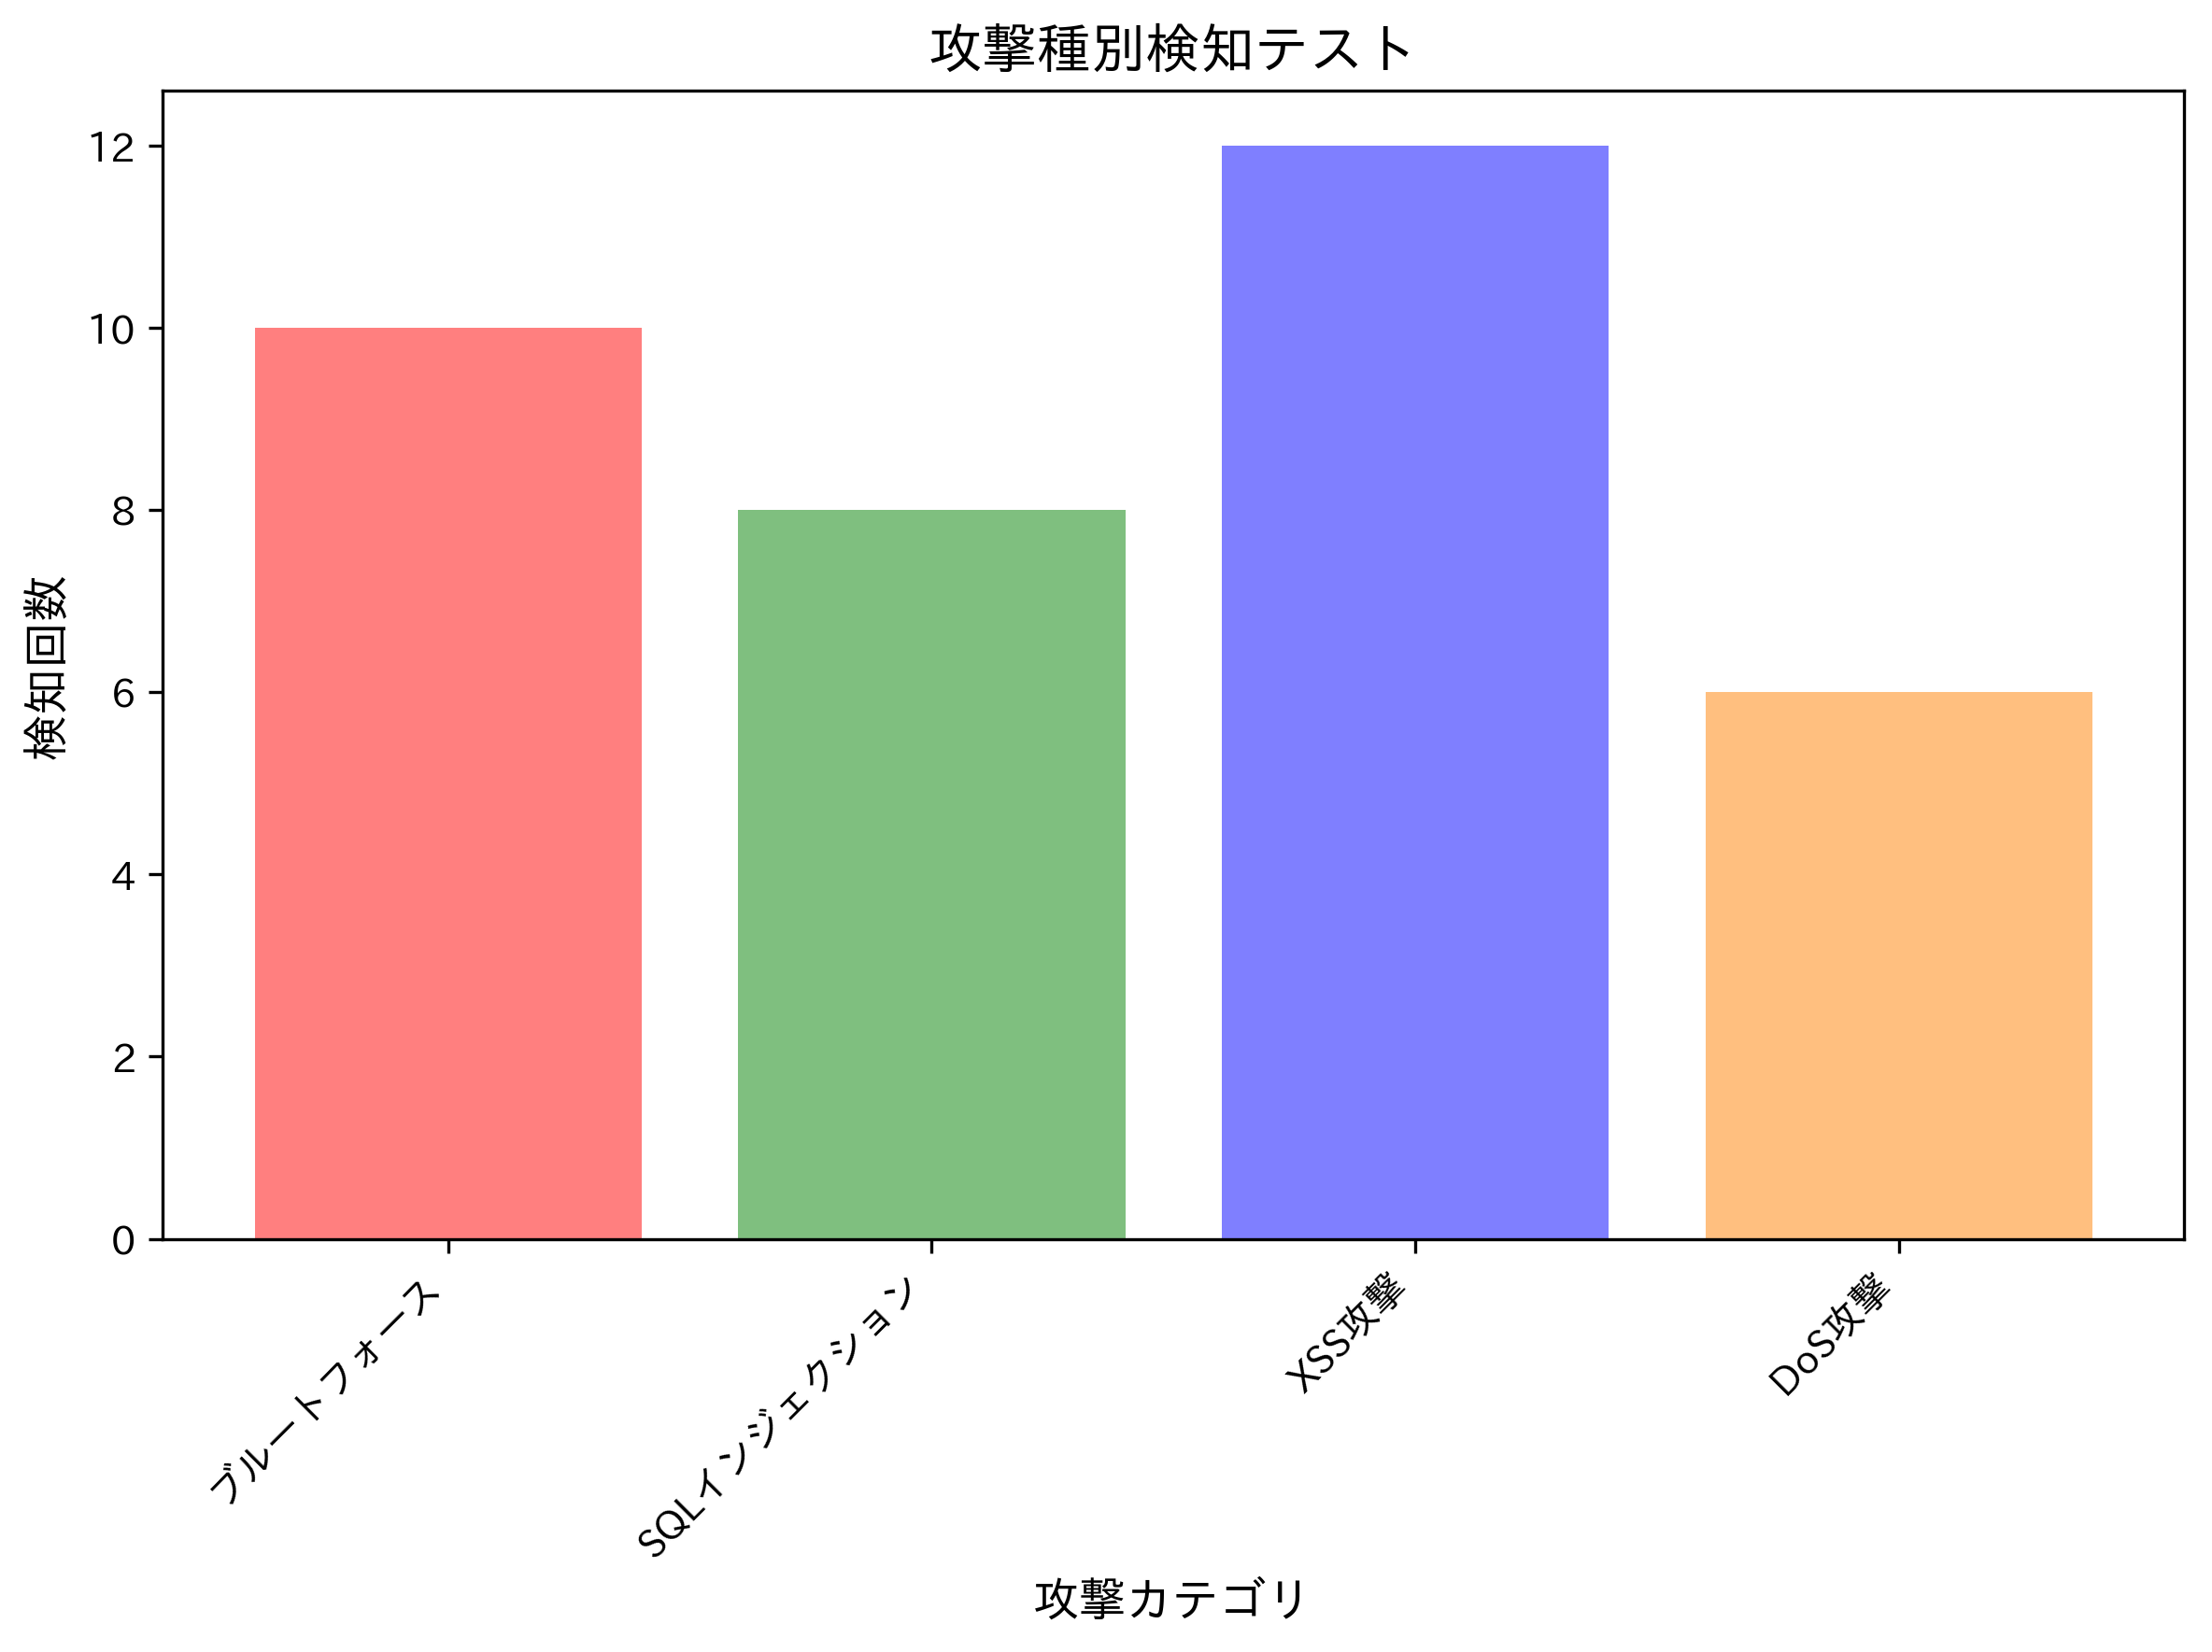 攻撃種別検知テスト
検知回数
12
10
8
6
4
2
0
ブルートフォース
SQLインジェクション
XSS攻撃
DoS攻撃
攻撃カテゴリ